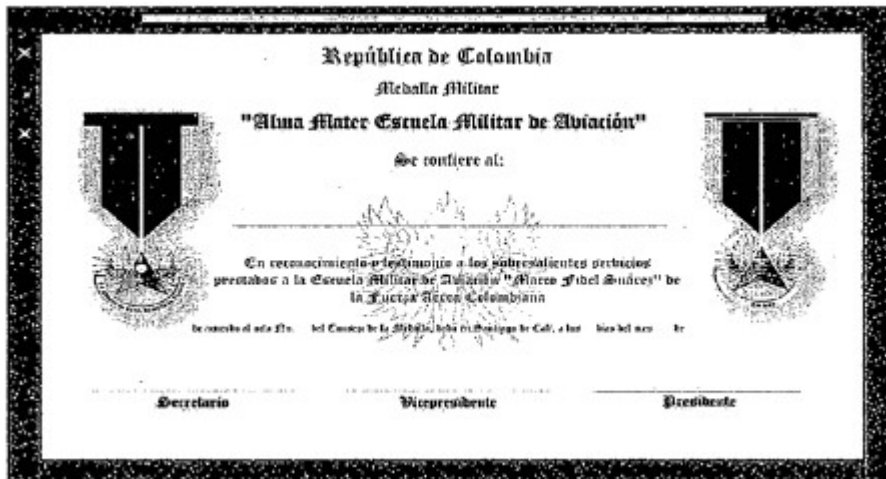 República de Colombia
Medalla Militar
"Alma Mater Escuela Militar de Aviación"
Se confiere al:
En reconocimiento y testimonio a los sobresalientes servicios
prestados a la Escuela Militar de Aviación "Marco Fidel Suárez" de
la Fuerza Aérea Colombiana
de acuerdo al acta No. del Consejo de la Medalla, dada en Santiago de Cali, a los días del mes de
Secretario Vicepresidente Presidente